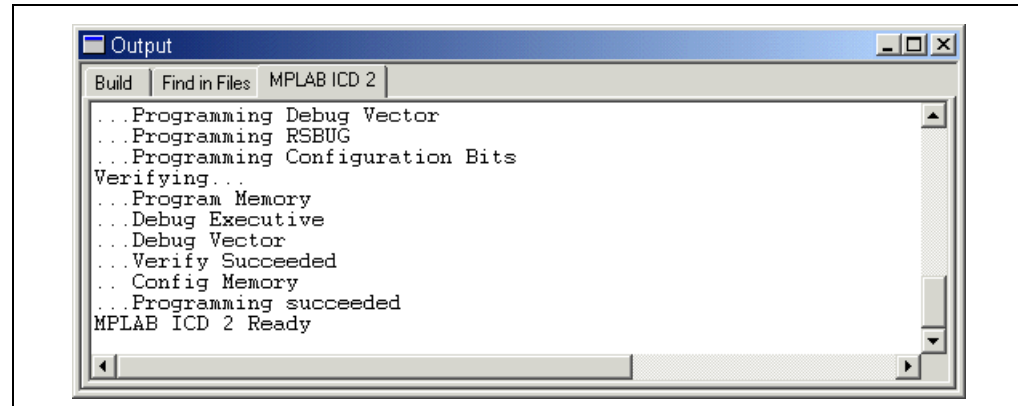 Output
Build Find in Files MPLAB ICD 2
...Programming Debug Vector
...Programming RSBUG
...Programming Configuration Bits
Verifying...
...Program Memory
...Debug Executive
...Debug Vector
...Verify Succeeded
.. Config Memory
...Programming succeeded
MPLAB ICD 2 Ready